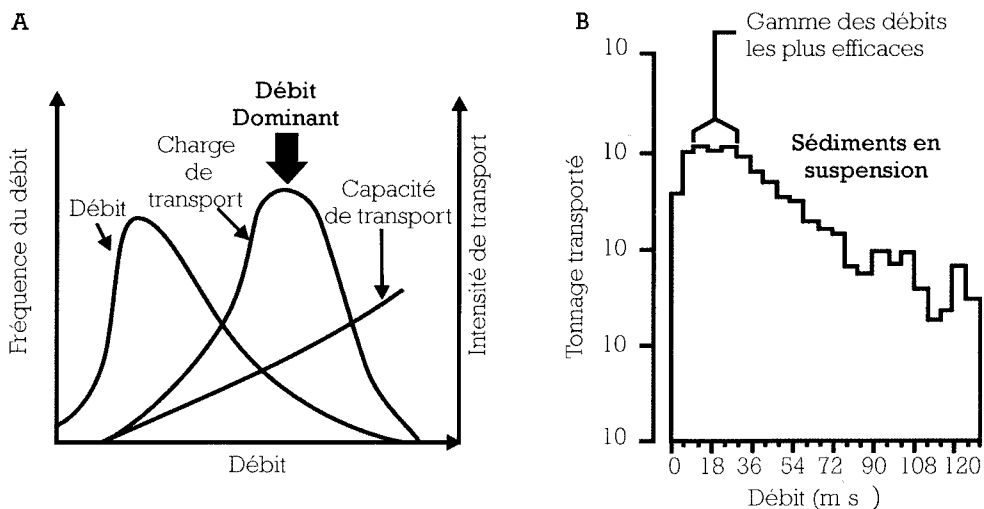 A
Débit
Dominant
Charge
de
transport
Capacité
de transport
Débit
Fréquence du débit
Intensité de transport
Débit
B
Gamme des débits
les plus efficaces
Sédiments en
suspension
Tonnage transporté
10
10
10
10
10
0 18 36 54 72 90 108 120
Débit (m s )